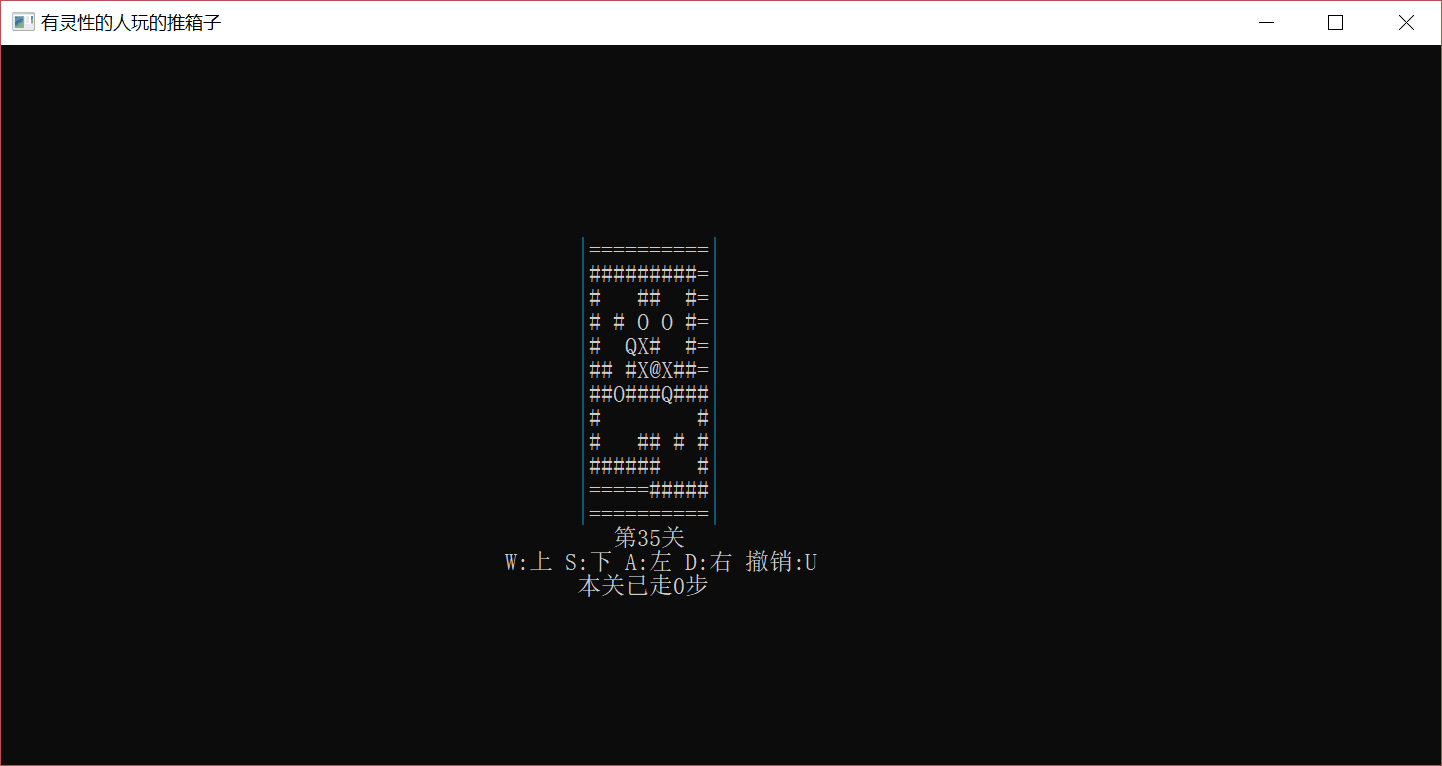 有灵性的人玩的推箱子
|==========|
|#########=|
|#   ##  #=|
|# # O O #=|
|#  QX#  #=|
|## #X@X##=|
|##O###Q###|
|#        #|
|#   ## # #|
|######   #|
|=====#####|
|==========|
第35关
W:上 S:下 A:左 D:右 撤销:U
本关已走0步